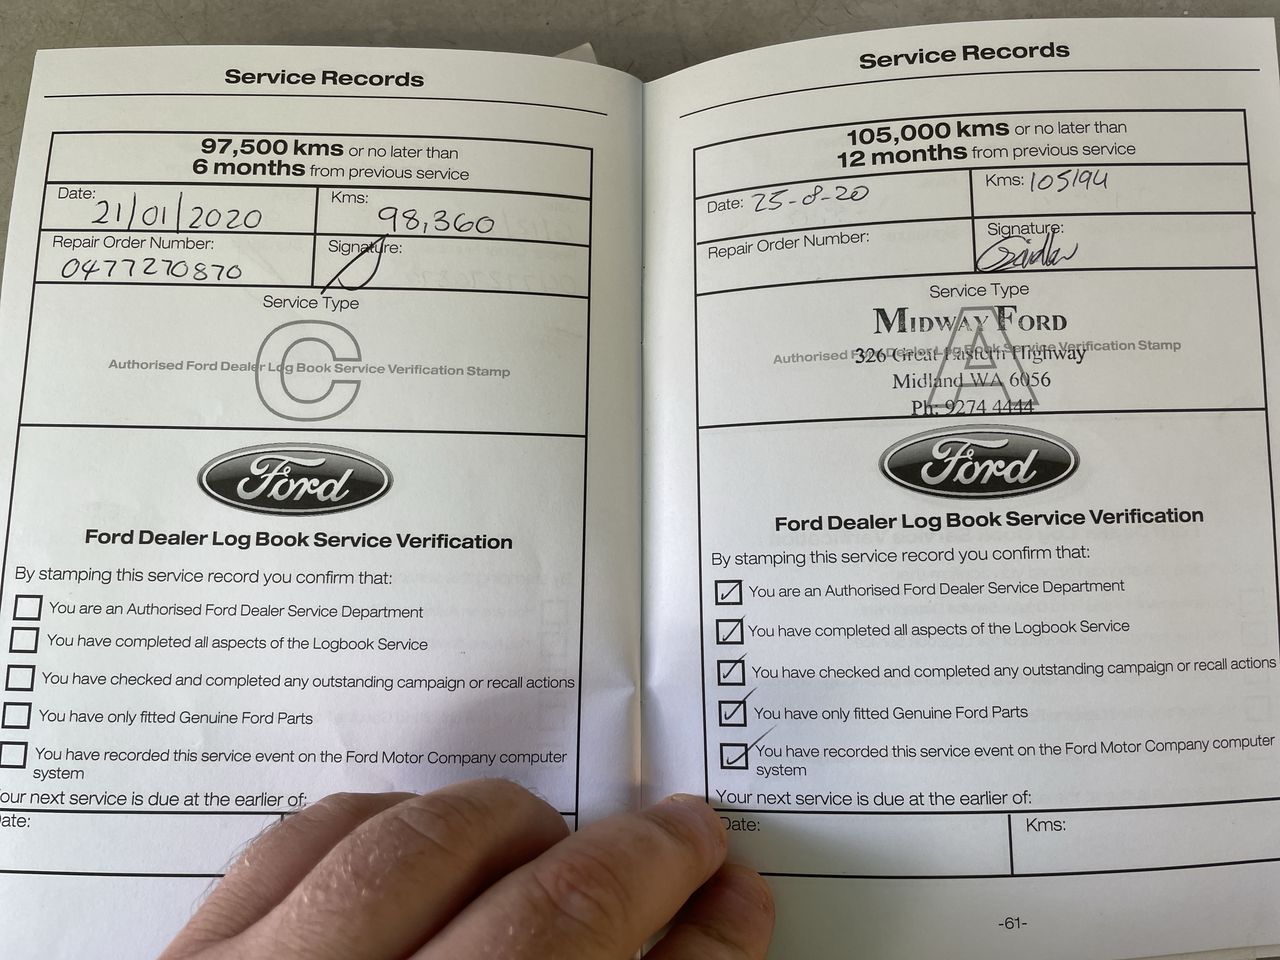 Service Records
97,500 kms or no later than
6 months from previous service
Date: 21/01/2020
Kms: 98,360
Repair Order Number: 0477270870
Signature:
Service Type
C
Authorised Ford Dealer Log Book Service Verification Stamp
Ford
Ford Dealer Log Book Service Verification
By stamping this service record you confirm that:
You are an Authorised Ford Dealer Service Department
You have completed all aspects of the Logbook Service
You have checked and completed any outstanding campaign or recall actions
You have only fitted Genuine Ford Parts
You have recorded this service event on the Ford Motor Company computer
system
our next service is due at the earlier of:
ate:
Service Records
105,000 kms or no later than
12 months from previous service
Date: 25-8-20
Kms: 105194
Repair Order Number:
Signature:
Service Type
A
Authorised Ford Dealer Log Book Service Verification Stamp
MIDWAY FORD
326 Great Eastern Highway
Midland WA 6056
Ph: 9274 4444
Ford
Ford Dealer Log Book Service Verification
By stamping this service record you confirm that:
You are an Authorised Ford Dealer Service Department
You have completed all aspects of the Logbook Service
You have checked and completed any outstanding campaign or recall actions
You have only fitted Genuine Ford Parts
You have recorded this service event on the Ford Motor Company computer
system
Your next service is due at the earlier of:
Date:
Kms:
-61-